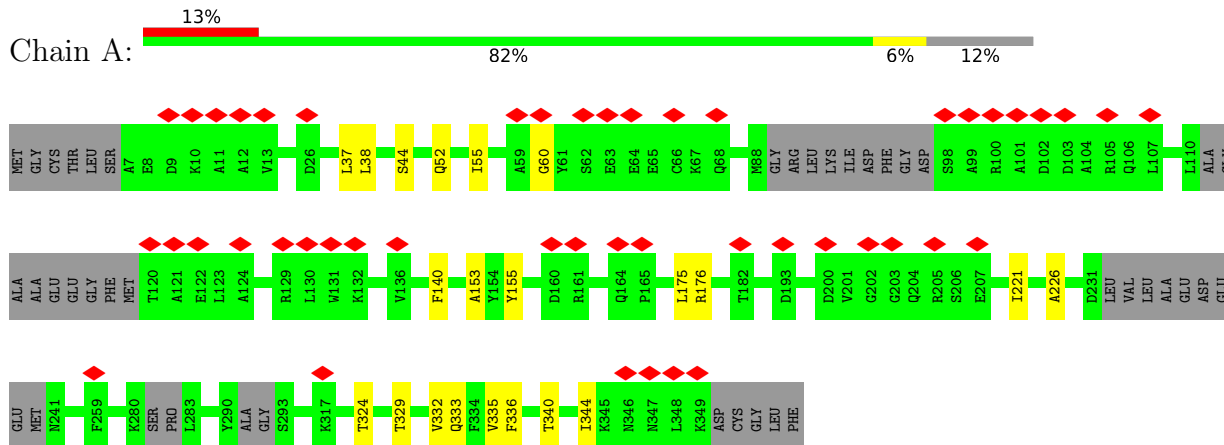 13%
Chain A:
82% 6% 12%
MET GLY CYS THR LEU SER A7 E8 D9 K10 A11 A12 V13 D26 L37 L38 S44 Q52 I55 A59 G60 Y61 S62 E63 E64 E65 C66 K67 Q68 M88 GLY ARG LEU LYS ILE ASP PHE GLY ASP S98 A99 R100 A101 D102 D103 A104 R105 Q106 L107 L110 ALA
ALA ALA GLU GLU GLY PHE MET T120 A121 E122 L123 A124 R129 L130 W131 K132 V136 F140 A153 Y154 Y155 D160 R161 Q164 P165 L175 R176 T182 D193 D200 V201 G202 G203 Q204 R205 S206 E207 I221 A226 D231 LEU VAL LEU ALA GLU ASP GLU
GLU MET N241 F259 K280 SER PRO L283 Y290 ALA GLY S293 K317 T324 T329 V332 Q333 F334 V335 F336 T340 I344 K345 N346 N347 L348 K349 ASP CYS GLY LEU PHE